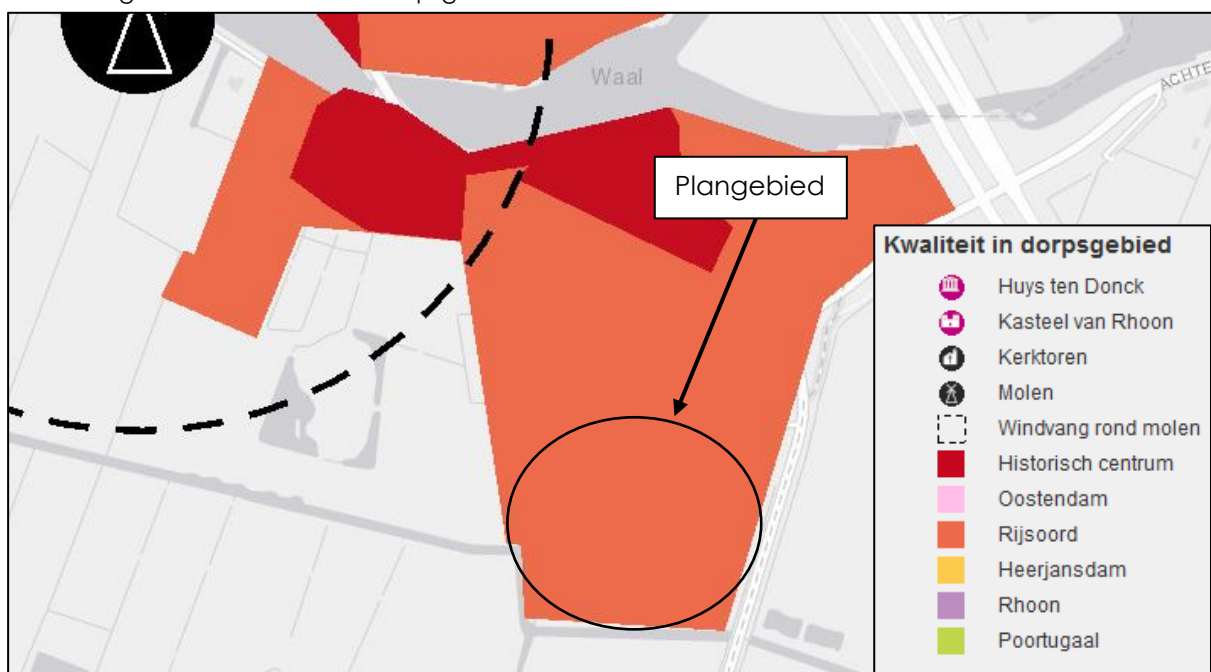 Waal
ACHTE
Plangebied
Kwaliteit in dorpsgebied
Huys ten Donck
Kasteel van Rhoon
Kerktoren
Molen
Windvang rond molen
Historisch centrum
Oostendam
Rijsoord
Heerjansdam
Rhoon
Poortugaal